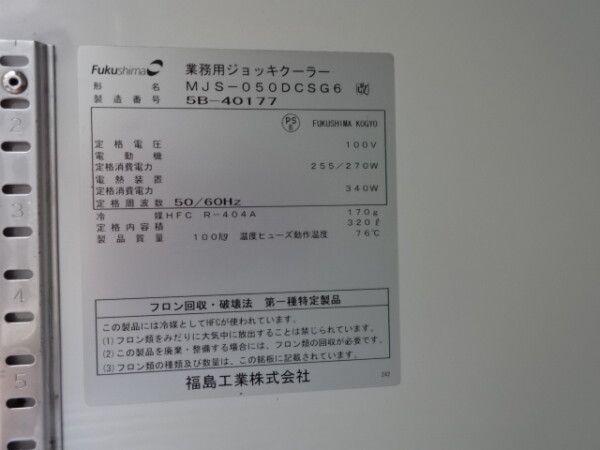 Fukushima 業務用ジョッキクーラー
形名 MJS-050DCSG6
製造番号 5B-40177
PS E FUKUSHIMA KOGYO
定格電圧 100V
電動機
定格消費電力 255/270W
電熱装置
定格消費電力 340W
定格周波数 50/60Hz
冷媒 HFC R-404A 170g
定格内容積 320ℓ
製品質量 100kg 温度ヒューズ動作温度 76℃
フロン回収・破壊法 第一種特定製品
この製品には冷媒としてHFCが使われています。
(1)フロン類をみだりに大気中に放出することは禁じられています。
(2)この製品を廃棄・整備する場合には、フロン類の回収が必要です。
(3)フロン類の種類及び数量は、この銘板に記載されています。
福島工業株式会社
242
2
3
4
5